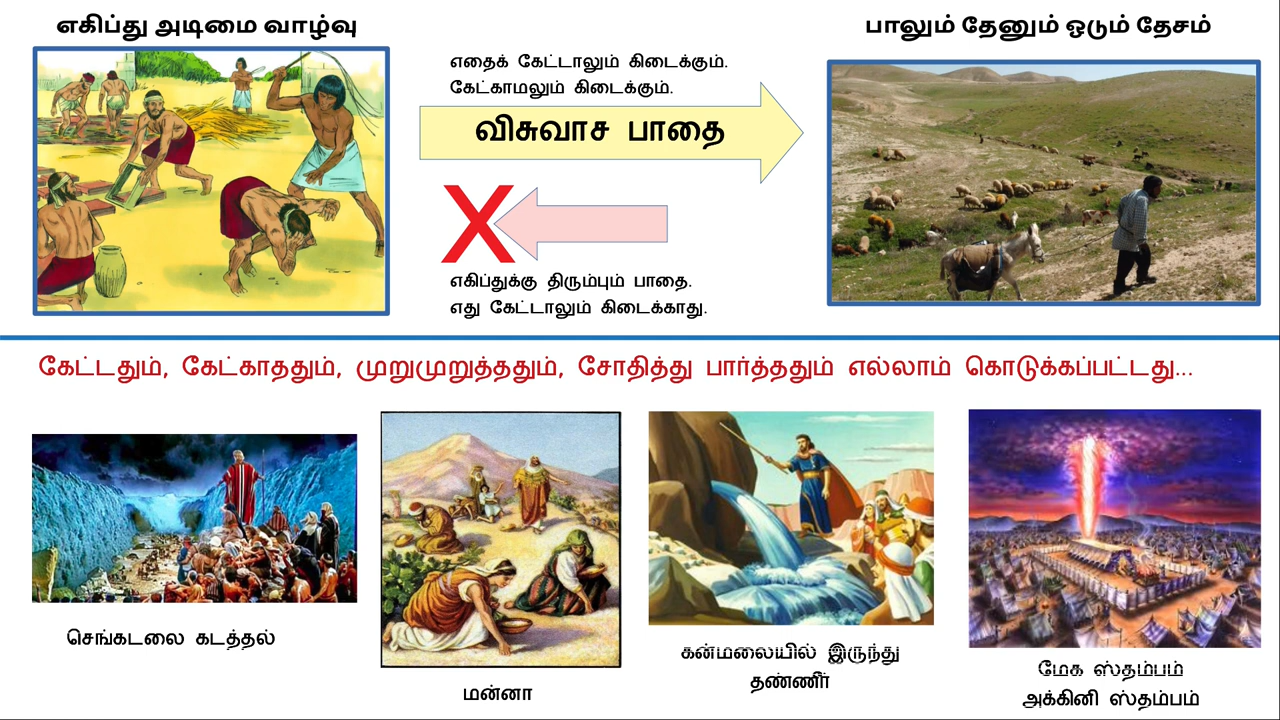 எகிப்து அடிமை வாழ்வு
பாலும் தேனும் ஒடும் தேசம்
எதைக் கேட்டாலும் கிடைக்கும்.
கேட்காமலும் கிடைக்கும்.
விசுவாச பாதை
X
எகிப்துக்கு திரும்பும் பாதை.
எது கேட்டாலும் கிடைக்காது.
கேட்டதும், கேட்காததும், முறுமுறுத்ததும், சோதித்து பார்த்ததும் எல்லாம் கொடுக்கப்பட்டது...
செங்கடலை கடத்தல்
மன்னா
கன்மலையில் இருந்து
தண்ணீர்
மேக ஸ்தம்பம்
அக்கினி ஸ்தம்பம்